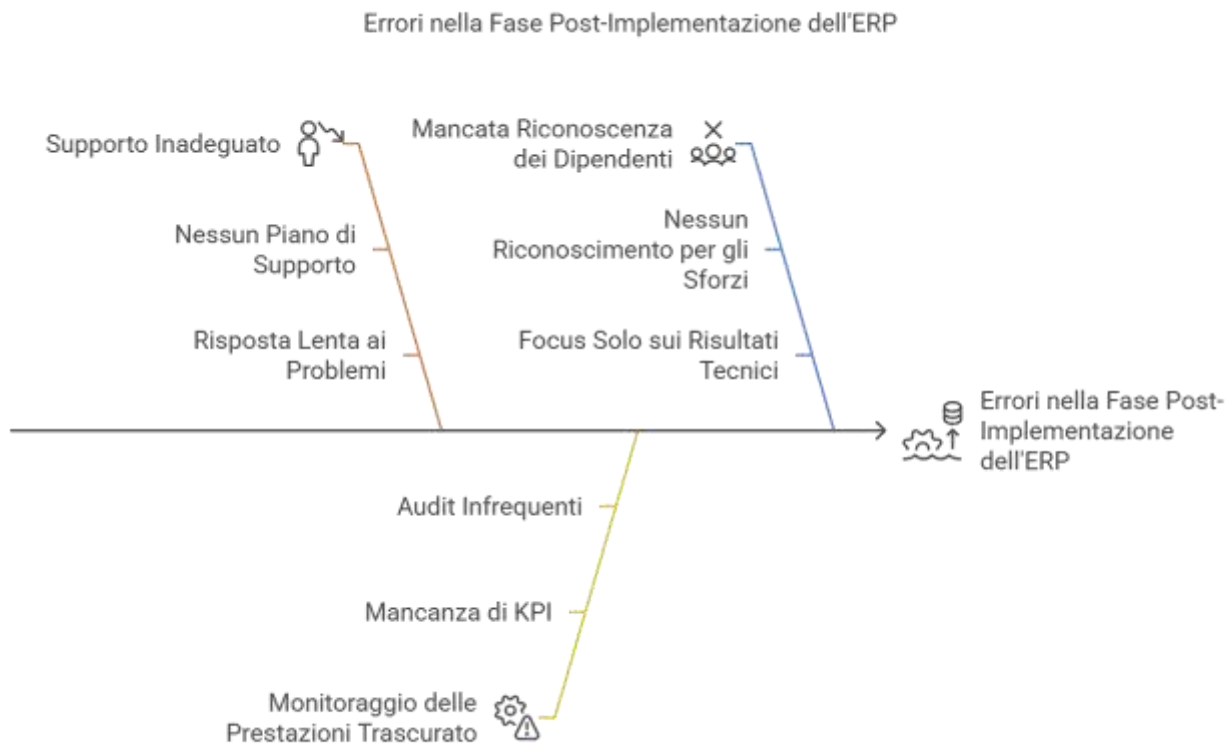 Errori nella Fase Post-Implementazione dell'ERP
Supporto Inadeguato
Nessun Piano di
Supporto
Risposta Lenta ai
Problemi
Mancata Riconoscenza
dei Dipendenti
Nessun
Riconoscimento per gli
Sforzi
Focus Solo sui Risultati
Tecnici
Errori nella Fase Post-
Implementazione
dell'ERP
Audit Infrequenti
Mancanza di KPI
Monitoraggio delle
Prestazioni Trascurato